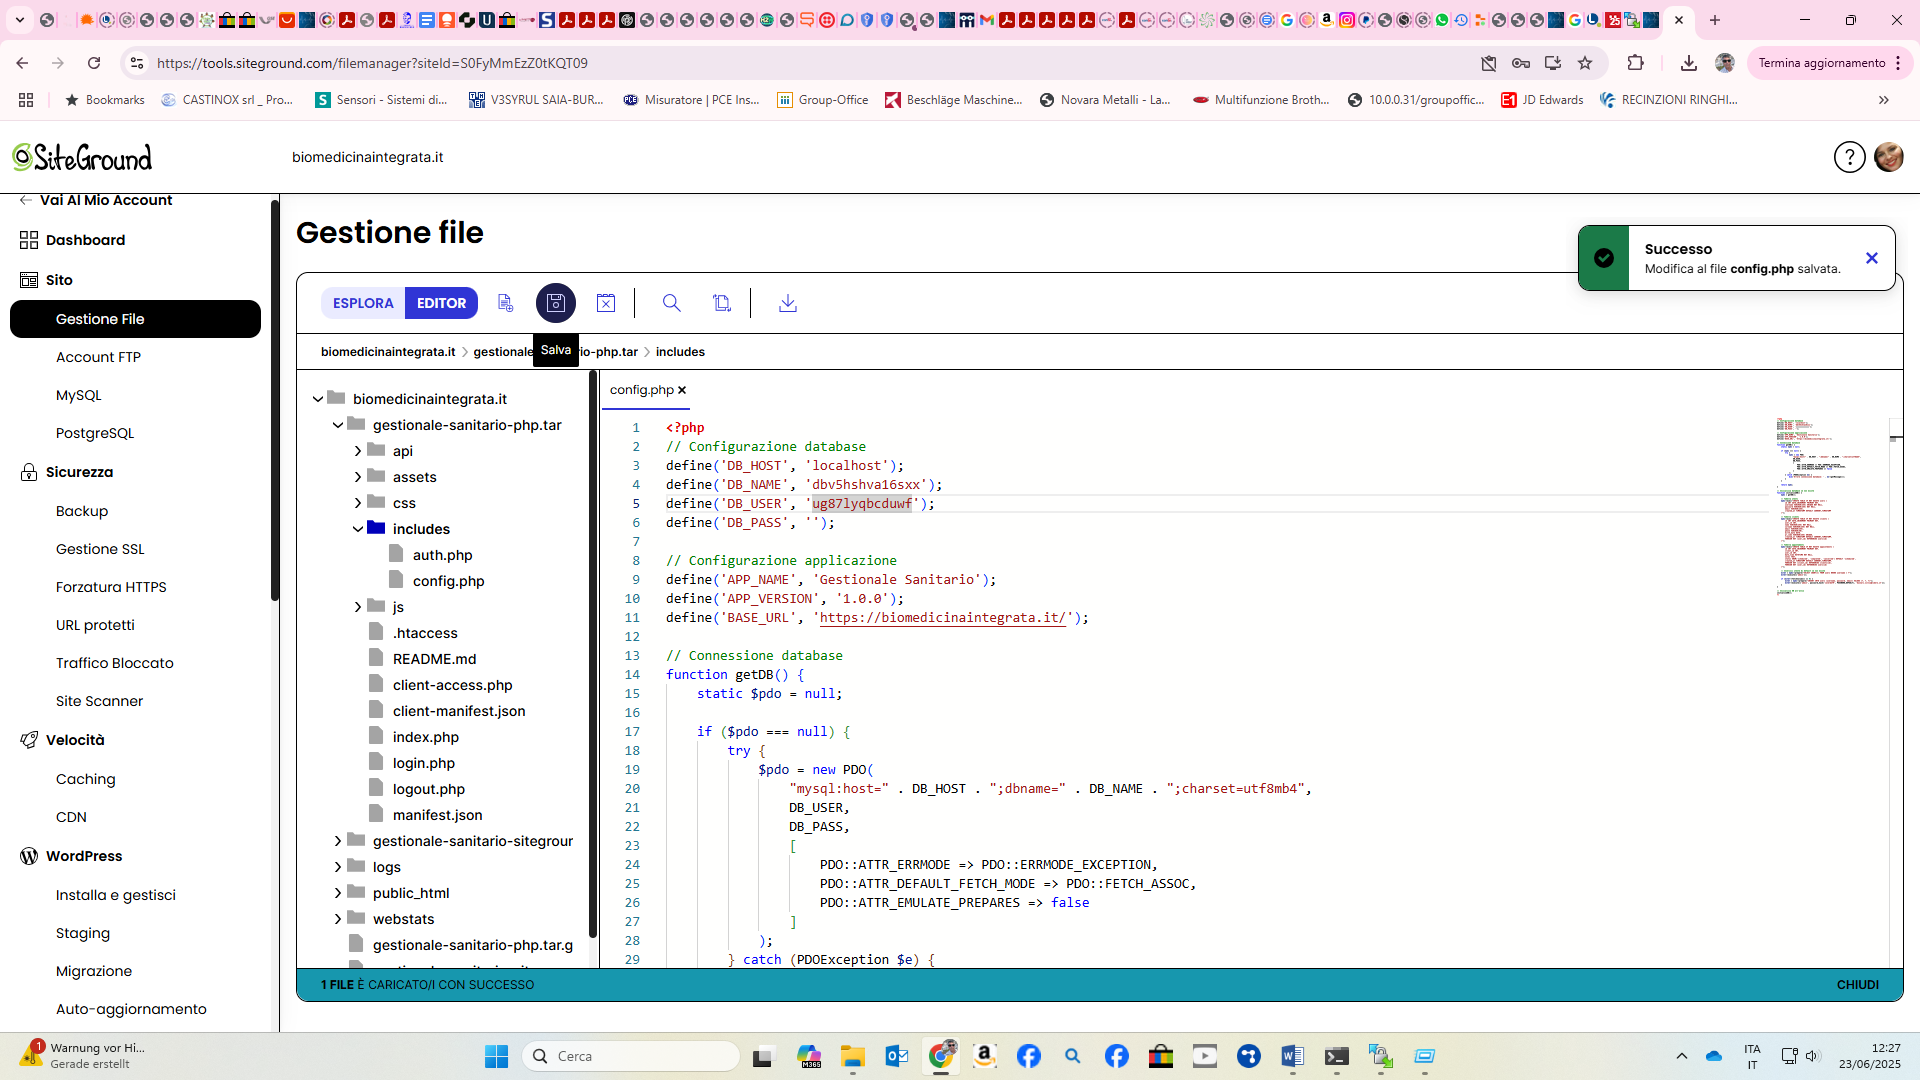 https://tools.siteground.com/filemanager?siteId=S0FyMmEzZ0tKQT09
Termina aggiornamento
Bookmarks
CASTINOX srl _ Pro...
Sensori - Sistemi di...
V3SYRUL SAIA-BUR...
Misuratore | PCE Ins...
Group-Office
Beschläge Maschine...
Novara Metalli - La...
Multifunzione Broth...
10.0.0.31/groupoffic...
JD Edwards
RECINZIONI RINGHI...
SiteGround
biomedicinaintegrata.it
Vai Al Mio Account
Dashboard
Sito
Gestione File
Account FTP
MySQL
PostgreSQL
Sicurezza
Backup
Gestione SSL
Forzatura HTTPS
URL protetti
Traffico Bloccato
Site Scanner
Velocità
Caching
CDN
WordPress
Installa e gestisci
Staging
Migrazione
Auto-aggiornamento
Gestione file
Successo
Modifica al file config.php salvata.
ESPLORA
EDITOR
Salva
biomedicinaintegrata.it > gestionale io-php.tar > includes
biomedicinaintegrata.it
gestionale-sanitario-php.tar
api
assets
css
includes
auth.php
config.php
js
.htaccess
README.md
client-access.php
client-manifest.json
index.php
login.php
logout.php
manifest.json
gestionale-sanitario-sitegrour
logs
public_html
webstats
gestionale-sanitario-php.tar.g
config.php
1 <?php
2 // Configurazione database
3 define('DB_HOST', 'localhost');
4 define('DB_NAME', 'dbv5hshva16sxx');
5 define('DB_USER', 'ug87lyqbcduwf');
6 define('DB_PASS', '');
7
8 // Configurazione applicazione
9 define('APP_NAME', 'Gestionale Sanitario');
10 define('APP_VERSION', '1.0.0');
11 define('BASE_URL', 'https://biomedicinaintegrata.it/');
12
13 // Connessione database
14 function getDB() {
15 static $pdo = null;
16
17 if ($pdo === null) {
18 try {
19 $pdo = new PDO(
20 "mysql:host=" . DB_HOST . ";dbname=" . DB_NAME . ";charset=utf8mb4",
21 DB_USER,
22 DB_PASS,
23 [
24 PDO::ATTR_ERRMODE => PDO::ERRMODE_EXCEPTION,
25 PDO::ATTR_DEFAULT_FETCH_MODE => PDO::FETCH_ASSOC,
26 PDO::ATTR_EMULATE_PREPARES => false
27 ]
28 );
29 } catch (PDOException $e) {
1 FILE È CARICATO/I CON SUCCESSO
CHIUDI
1
Warnung vor Hi...
Gerade erstellt
Cerca
M365
ITA
IT
12:27
23/06/2025